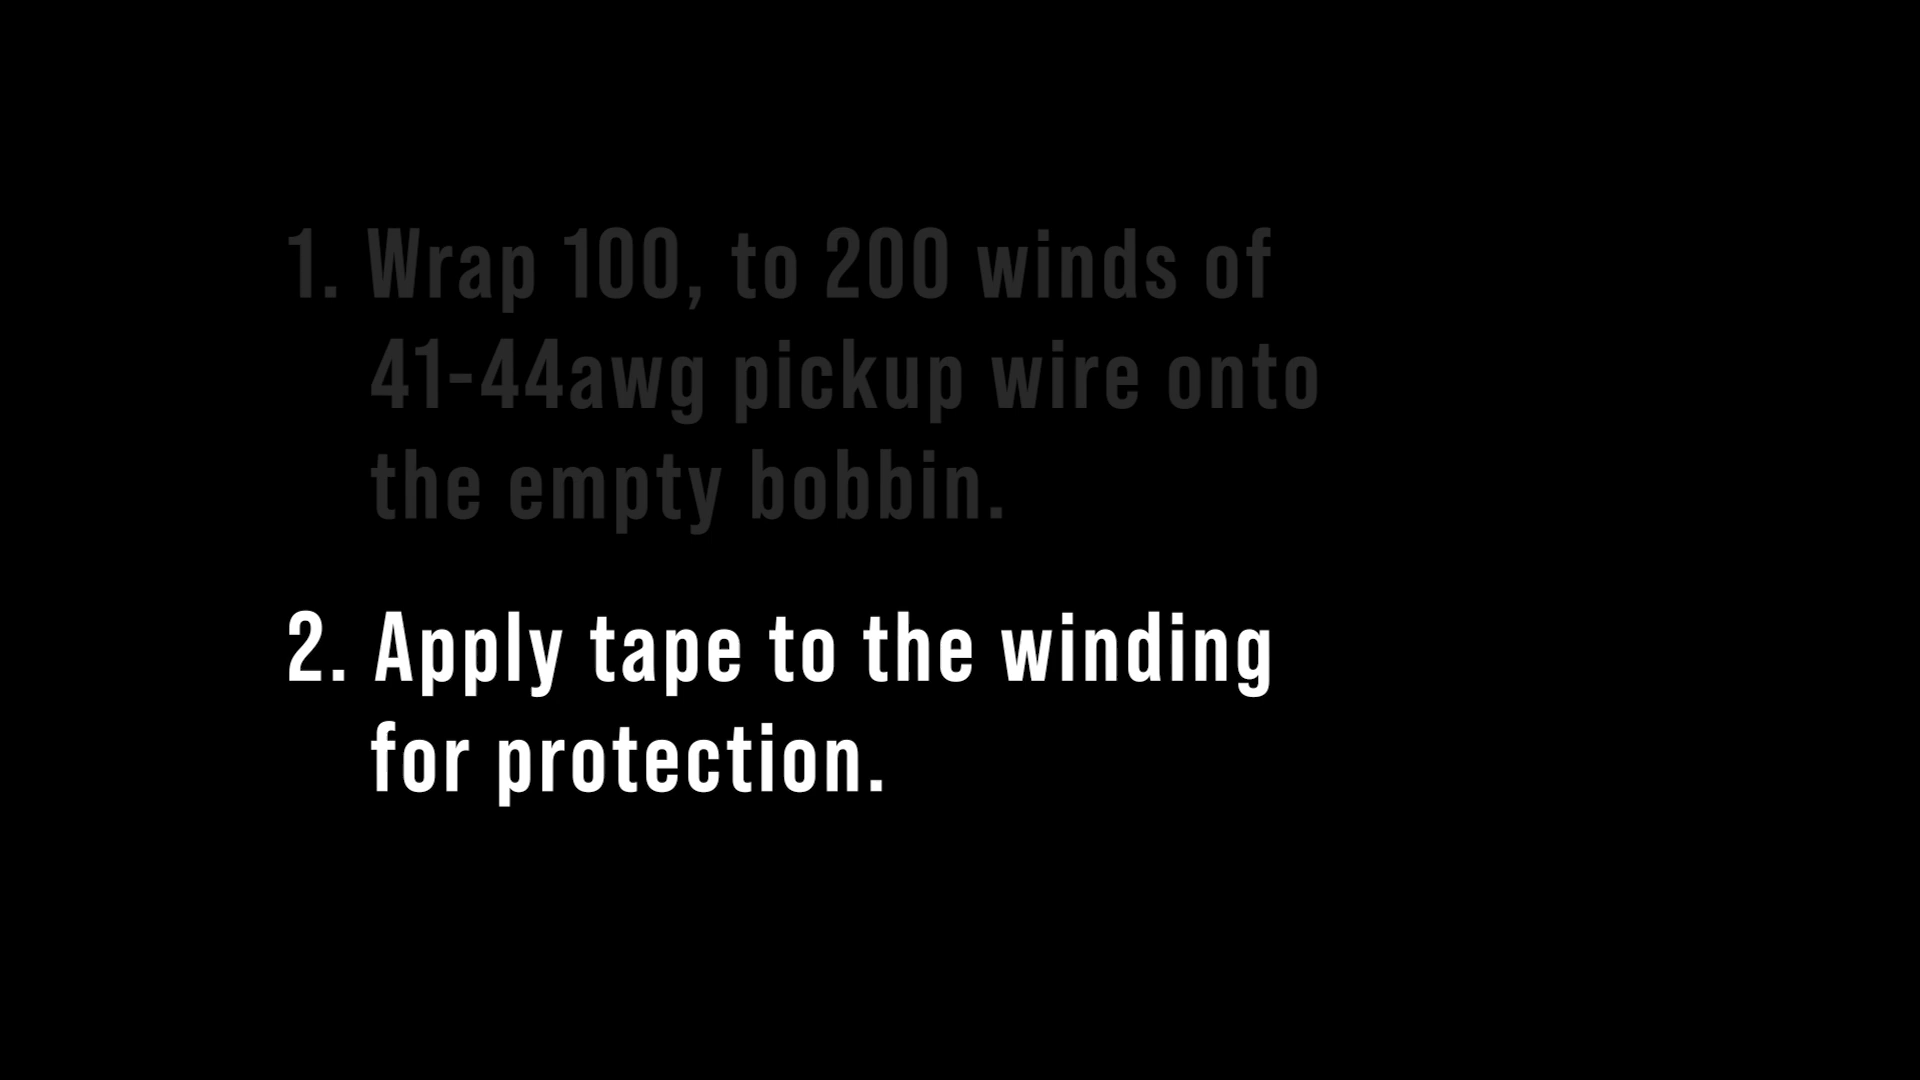 1. Wrap 100, to 200 winds of
41-44awg pickup wire onto
the empty bobbin.
2. Apply tape to the winding
for protection.